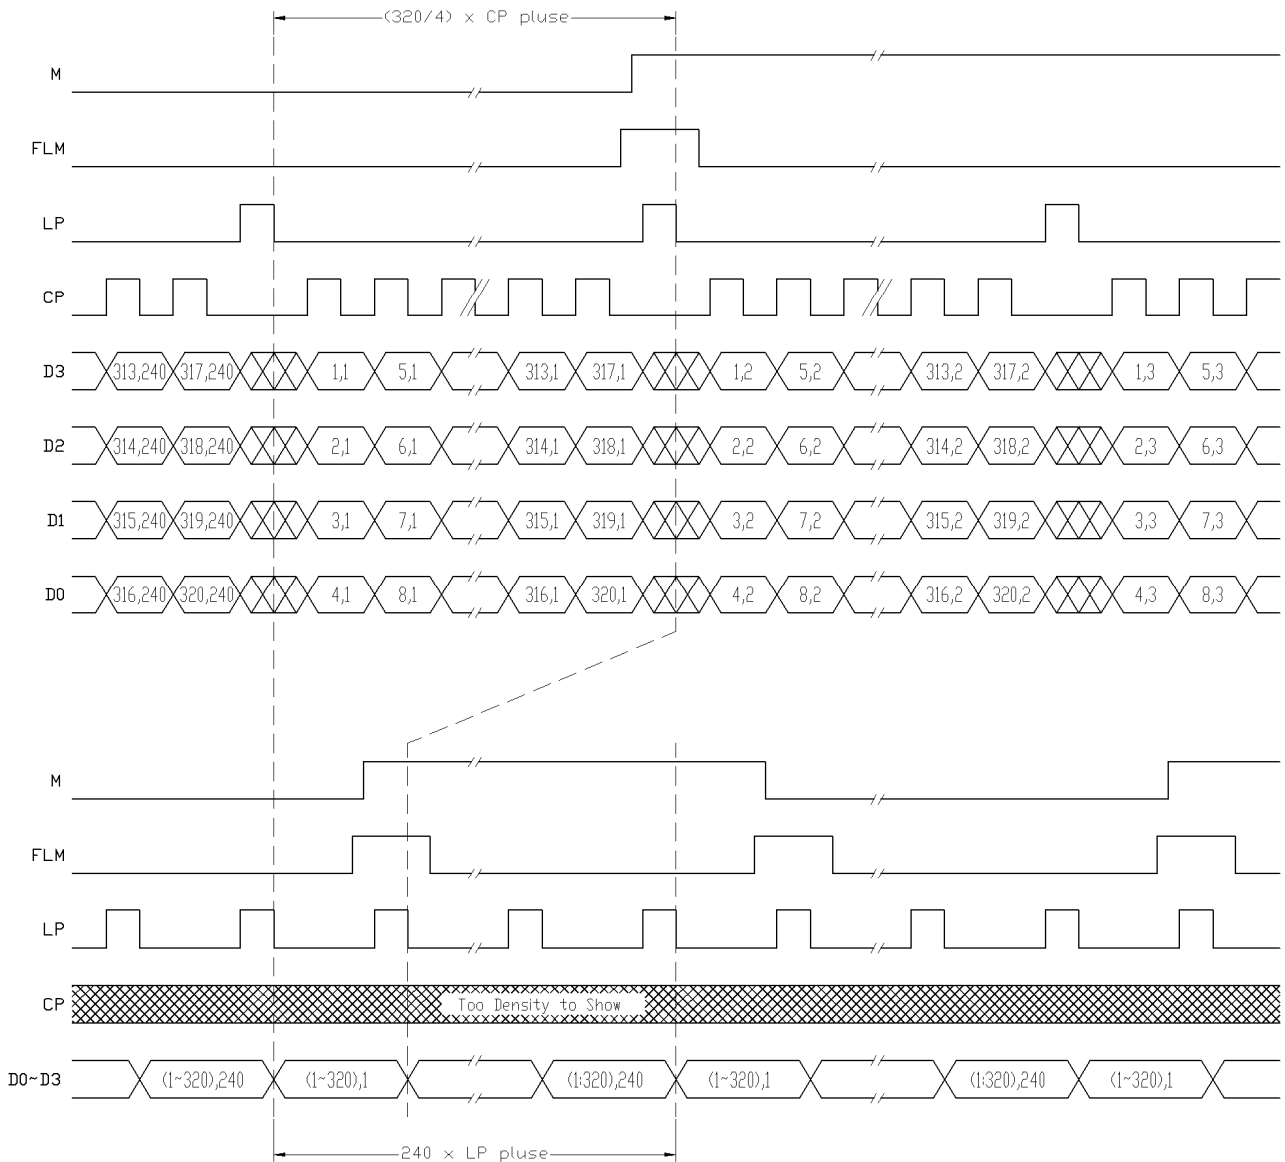 (320/4) x CP pluse
M
FLM
LP
CP
D3 313,240 317,240 1,1 5,1 313,1 317,1 1,2 5,2 313,2 317,2 1,3 5,3
D2 314,240 318,240 2,1 6,1 314,1 318,1 2,2 6,2 314,2 318,2 2,3 6,3
D1 315,240 319,240 3,1 7,1 315,1 319,1 3,2 7,2 315,2 319,2 3,3 7,3
D0 316,240 320,240 4,1 8,1 316,1 320,1 4,2 8,2 316,2 320,2 4,3 8,3
M
FLM
LP
CP Too Density to Show
D0~D3 (1~320),240 (1~320),1 (1:320),240 (1~320),1 (1:320),240 (1~320),1
240 x LP pluse